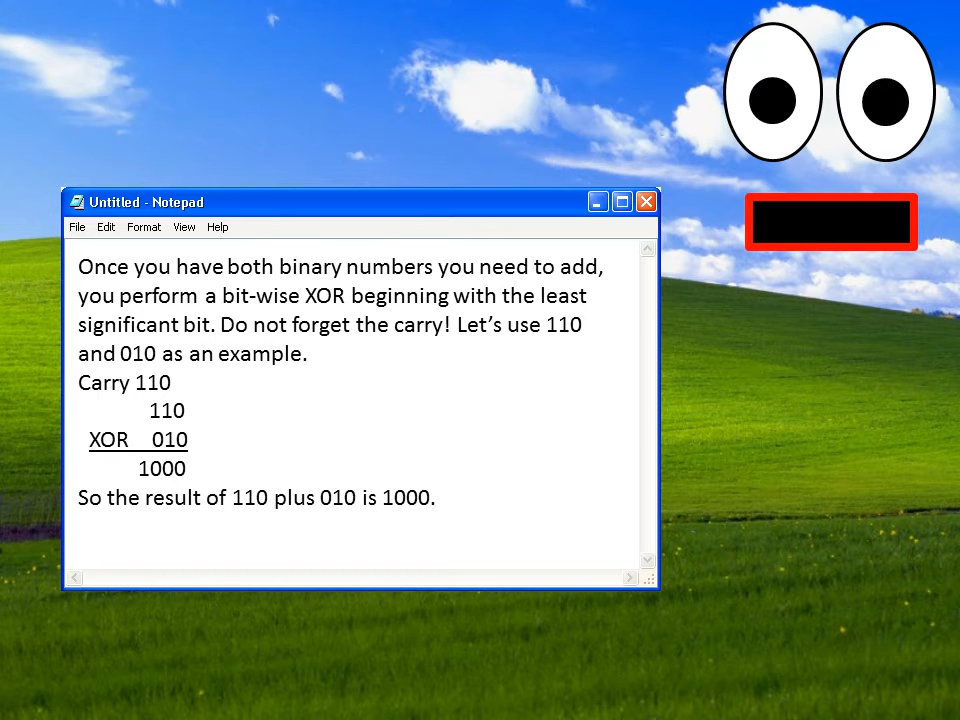 Untitled - Notepad
File Edit Format View Help
Once you have both binary numbers you need to add,
you perform a bit-wise XOR beginning with the least
significant bit. Do not forget the carry! Let’s use 110
and 010 as an example.
Carry 110
110
XOR 010
1000
So the result of 110 plus 010 is 1000.